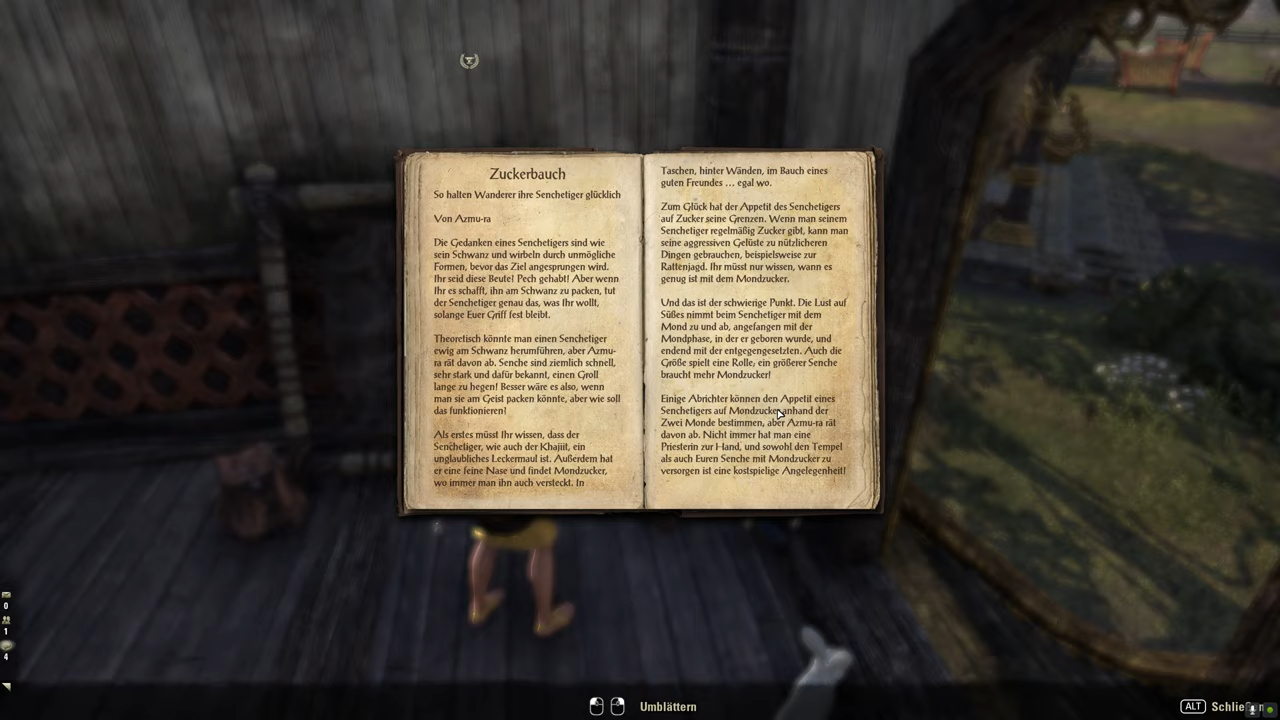 Zuckerbauch
So halten Wanderer ihre Senchetiger glücklich
Von Azmu-ra
Die Gedanken eines Senchetigers sind wie
sein Schwanz und wirbeln durch unmögliche
Formen, bevor das Ziel angesprungen wird.
Ihr seid diese Beute! Pech gehabt! Aber wenn
Ihr es schafft, ihn am Schwanz zu packen, tut
der Senchetiger genau das, was Ihr wollt,
solange Euer Griff fest bleibt.
Theoretisch könnte man einen Senchetiger
ewig am Schwanz herumführen, aber Azmu-
ra rät davon ab. Senche sind ziemlich schnell,
sehr stark und dafür bekannt, einen Groll
lange zu hegen! Besser wäre es also, wenn
man sie am Geist packen könnte, aber wie soll
das funktionieren?
Als erstes müsst Ihr wissen, dass der
Senchetiger, wie auch der Khajiit, ein
unglaubliches Leckermaul ist. Außerdem hat
er eine feine Nase und findet Mondzucker,
wo immer man ihn auch versteckt. In
Taschen, hinter Wänden, im Bauch eines
guten Freundes … egal wo.
Zum Glück hat der Appetit des Senchetigers
auf Zucker seine Grenzen. Wenn man seinem
Senchetiger regelmäßig Zucker gibt, kann man
seine aggressiven Gelüste zu nützlicheren
Dingen gebrauchen, beispielsweise zur
Rattenjagd. Ihr müsst nur wissen, wann es
genug ist mit dem Mondzucker.
Und das ist der schwierige Punkt. Die Lust auf
Süßes nimmt beim Senchetiger mit dem
Mond zu und ab, angefangen mit der
Mondphase, in der er geboren wurde, und
endend mit der entgegengesetzten. Auch die
Größe spielt eine Rolle; ein größerer Senche
braucht mehr Mondzucker!
Einige Abrichter können den Appetit eines
Senchetigers auf Mondzucker anhand der
Zwei Monde bestimmen, aber Azmu-ra rät
davon ab. Nicht immer hat man eine
Priesterin zur Hand, und sowohl den Tempel
als auch Euren Senche mit Mondzucker zu
versorgen ist eine kostspielige Angelegenheit!
0
1
4
Umblättern
ALT